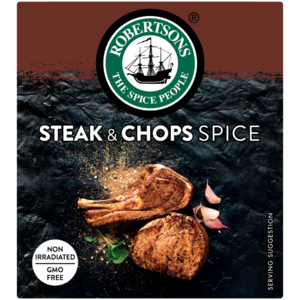 ROBERTSONS
®
THE SPICE PEOPLE
STEAK & CHOPS SPICE
NON
IRRADIATED
GMO
FREE
SERVING SUGGESTION